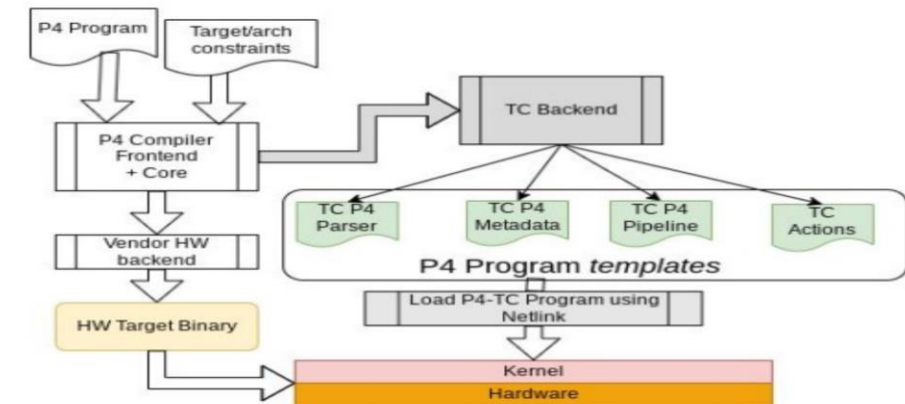 P4 Program
Target/arch
constraints
P4 Compiler
Frontend
+ Core
TC Backend
TC P4
Parser
TC P4
Metadata
TC P4
Pipeline
TC
Actions
P4 Program templates
Vendor HW
backend
Load P4-TC Program using
Netlink
HW Target Binary
Kernel
Hardware